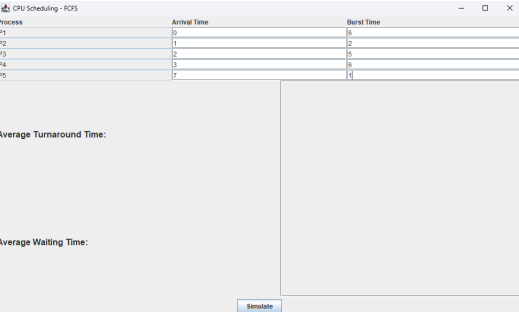 CPU Scheduling - FCFS
Process Arrival Time Burst Time
P1 0 6
P2 1 2
P3 2 5
P4 3 6
P5 7 1
Average Turnaround Time:
Average Waiting Time:
Simulate